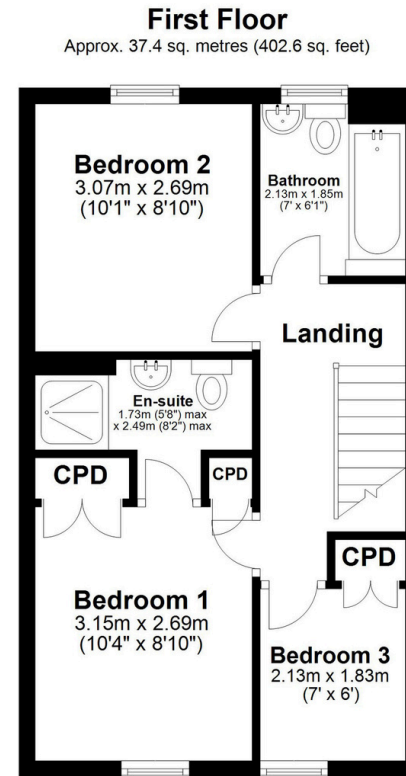 First Floor
Approx. 37.4 sq. metres (402.6 sq. feet)
Bedroom 2
3.07m x 2.69m
(10'1" x 8'10")
Bathroom
2.13m x 1.85m
(7' x 6'1")
Landing
En-suite
1.73m (5'8") max
x 2.49m (8'2") max
CPD
CPD
CPD
Bedroom 1
3.15m x 2.69m
(10'4" x 8'10")
Bedroom 3
2.13m x 1.83m
(7' x 6')